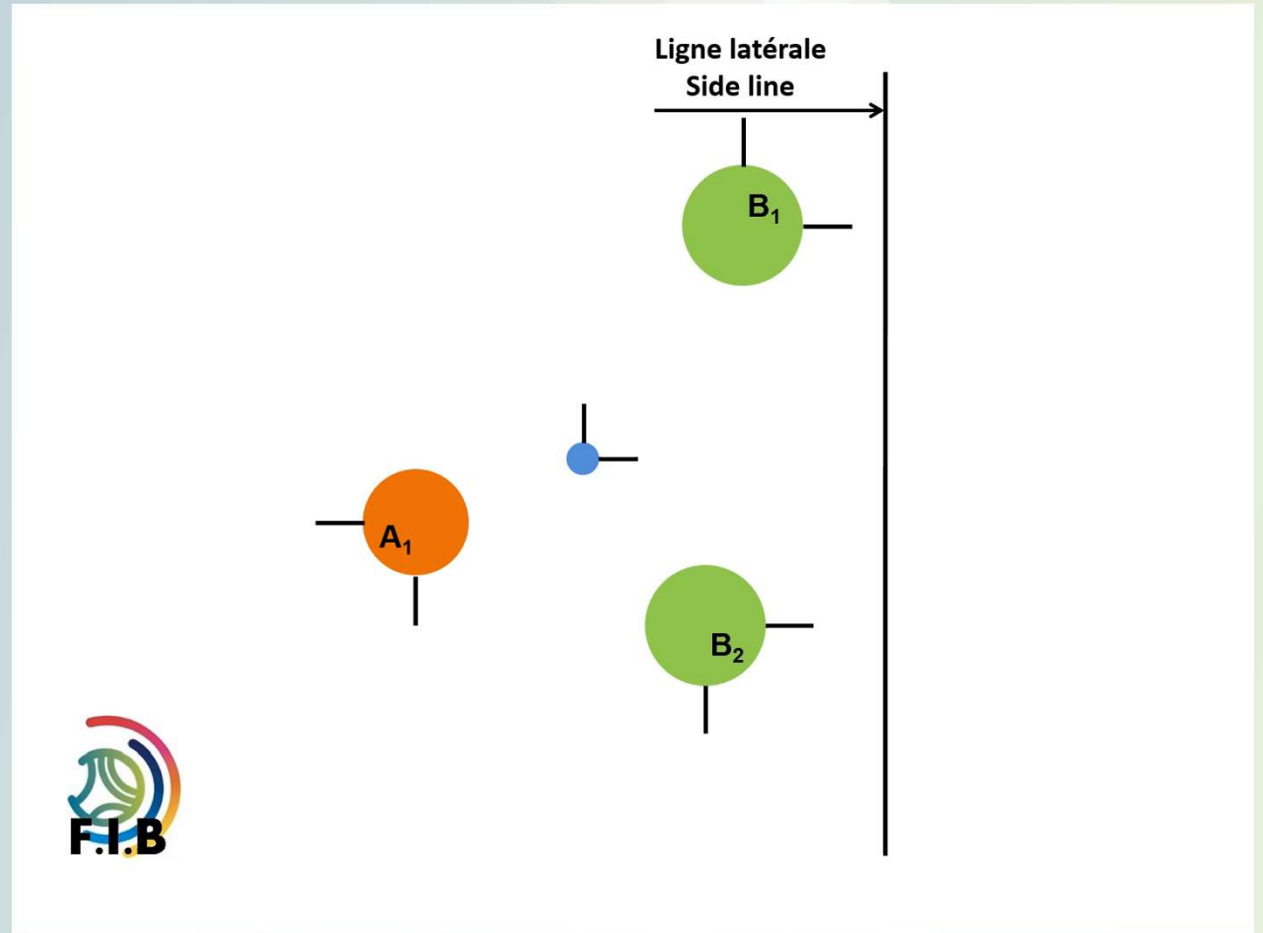 Ligne latérale
Side line
B₁
A₁
B₂
F.I.B